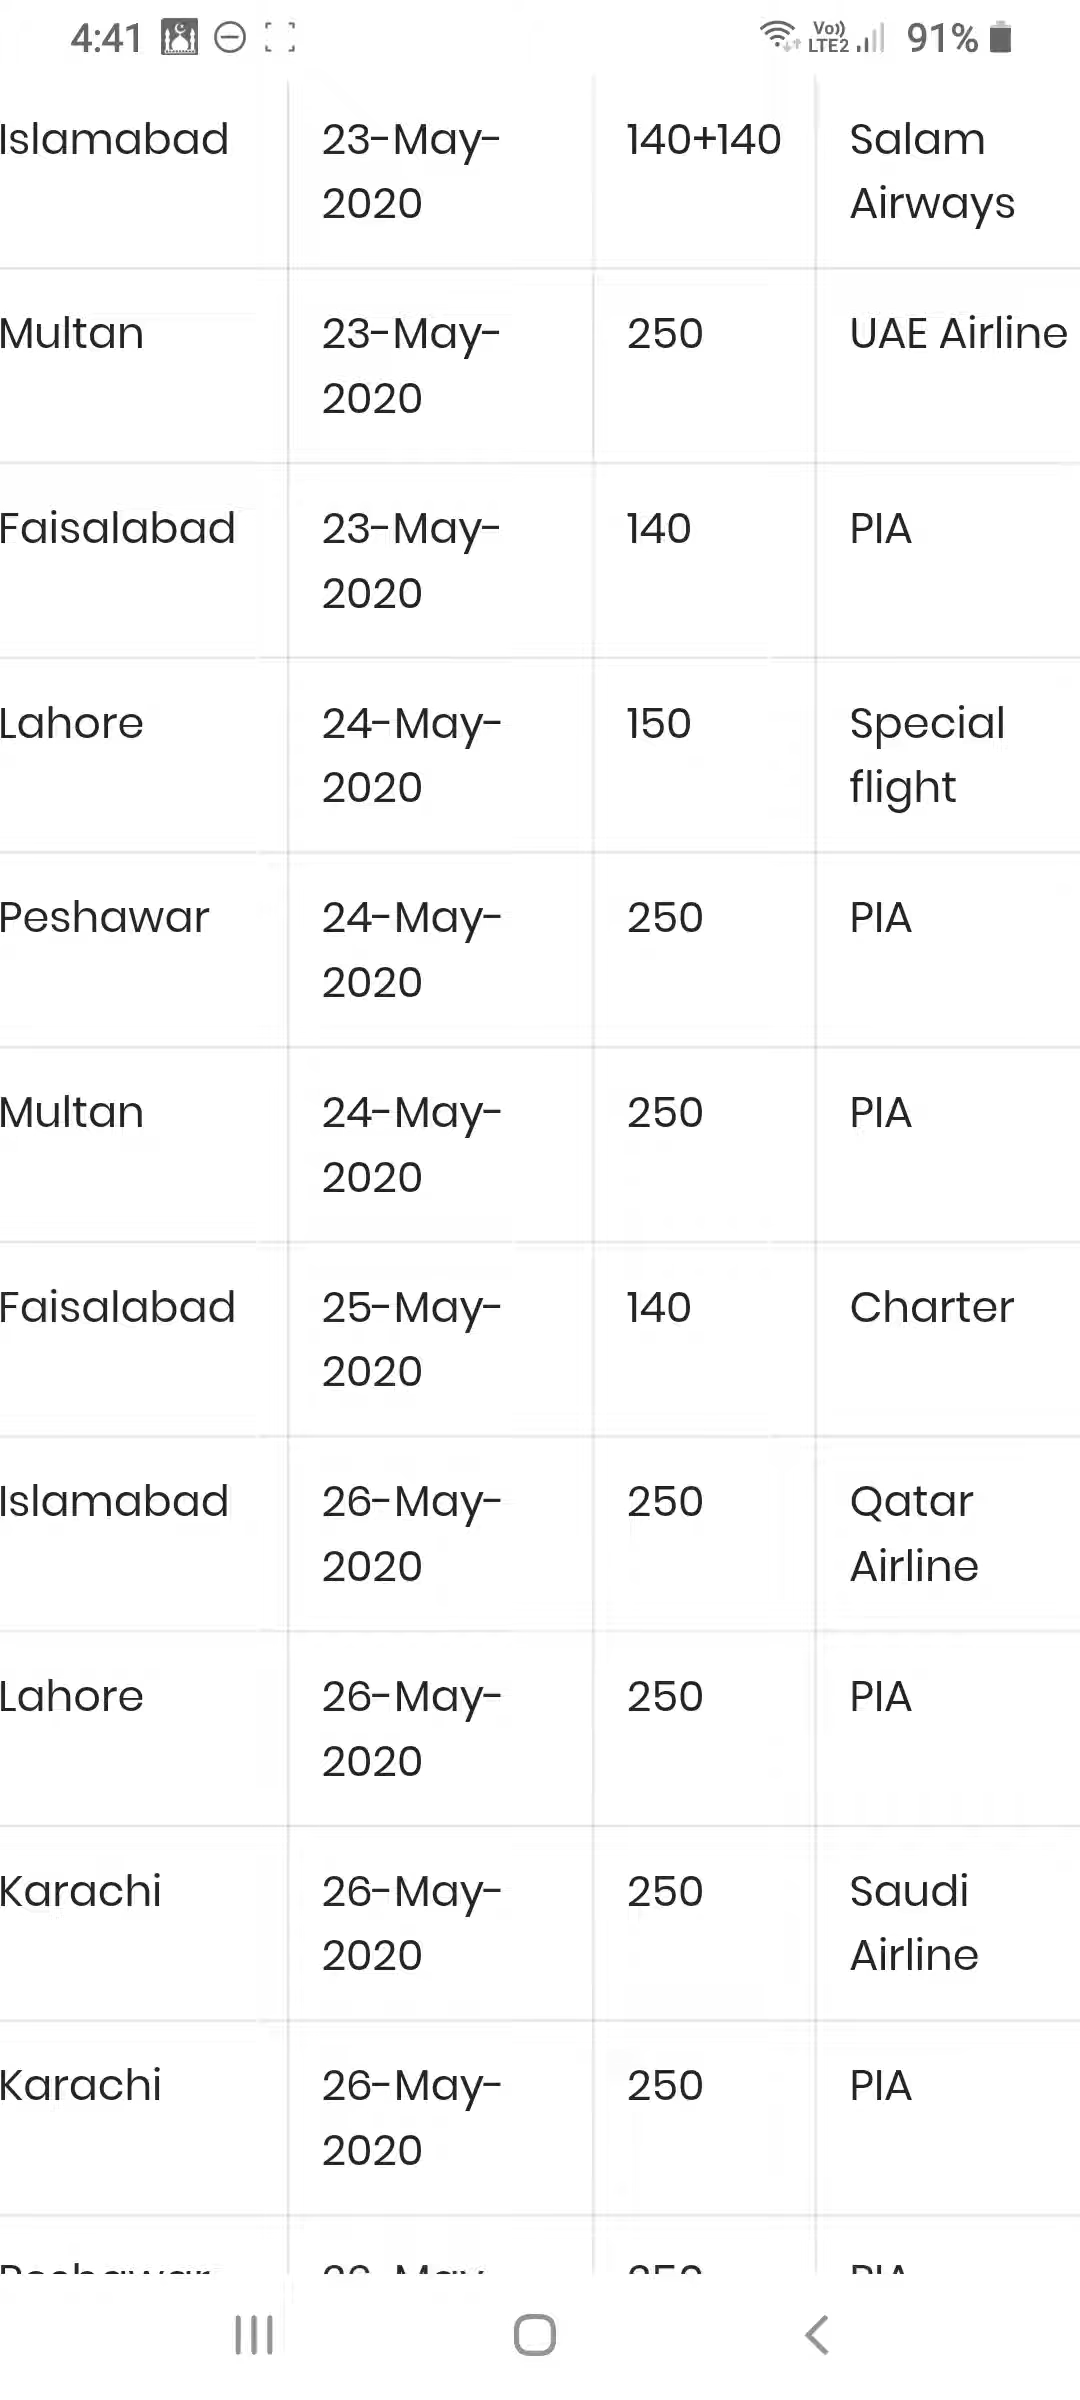 4:41 Vo)) LTE2 91%
Islamabad 23-May-2020 140+140 Salam Airways
Multan 23-May-2020 250 UAE Airline
Faisalabad 23-May-2020 140 PIA
Lahore 24-May-2020 150 Special flight
Peshawar 24-May-2020 250 PIA
Multan 24-May-2020 250 PIA
Faisalabad 25-May-2020 140 Charter
Islamabad 26-May-2020 250 Qatar Airline
Lahore 26-May-2020 250 PIA
Karachi 26-May-2020 250 Saudi Airline
Karachi 26-May-2020 250 PIA